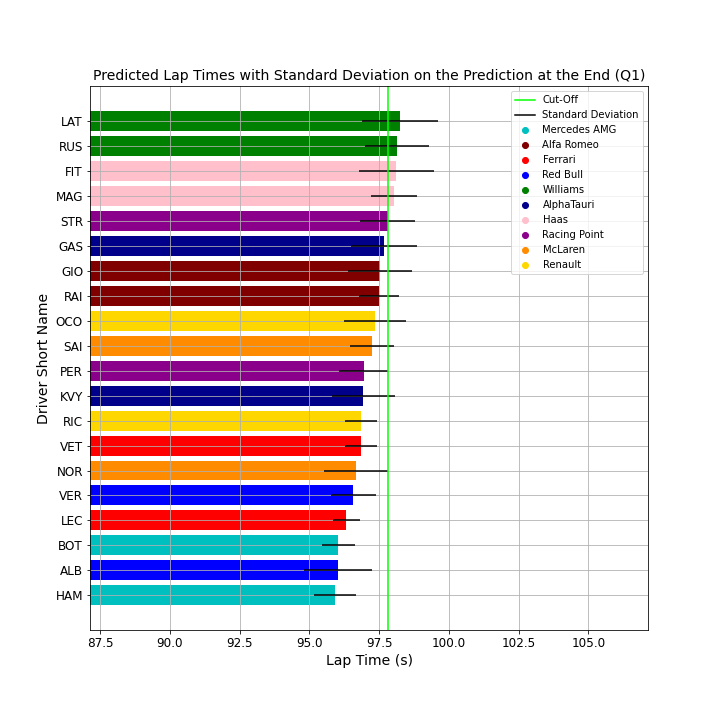 Predicted Lap Times with Standard Deviation on the Prediction at the End (Q1)
Cut-Off
Standard Deviation
Mercedes AMG
Alfa Romeo
Ferrari
Red Bull
Williams
AlphaTauri
Haas
Racing Point
McLaren
Renault
Driver Short Name
LAT
RUS
FIT
MAG
STR
GAS
GIO
RAI
OCO
SAI
PER
KVY
RIC
VET
NOR
VER
LEC
BOT
ALB
HAM
87.5 90.0 92.5 95.0 97.5 100.0 102.5 105.0
Lap Time (s)